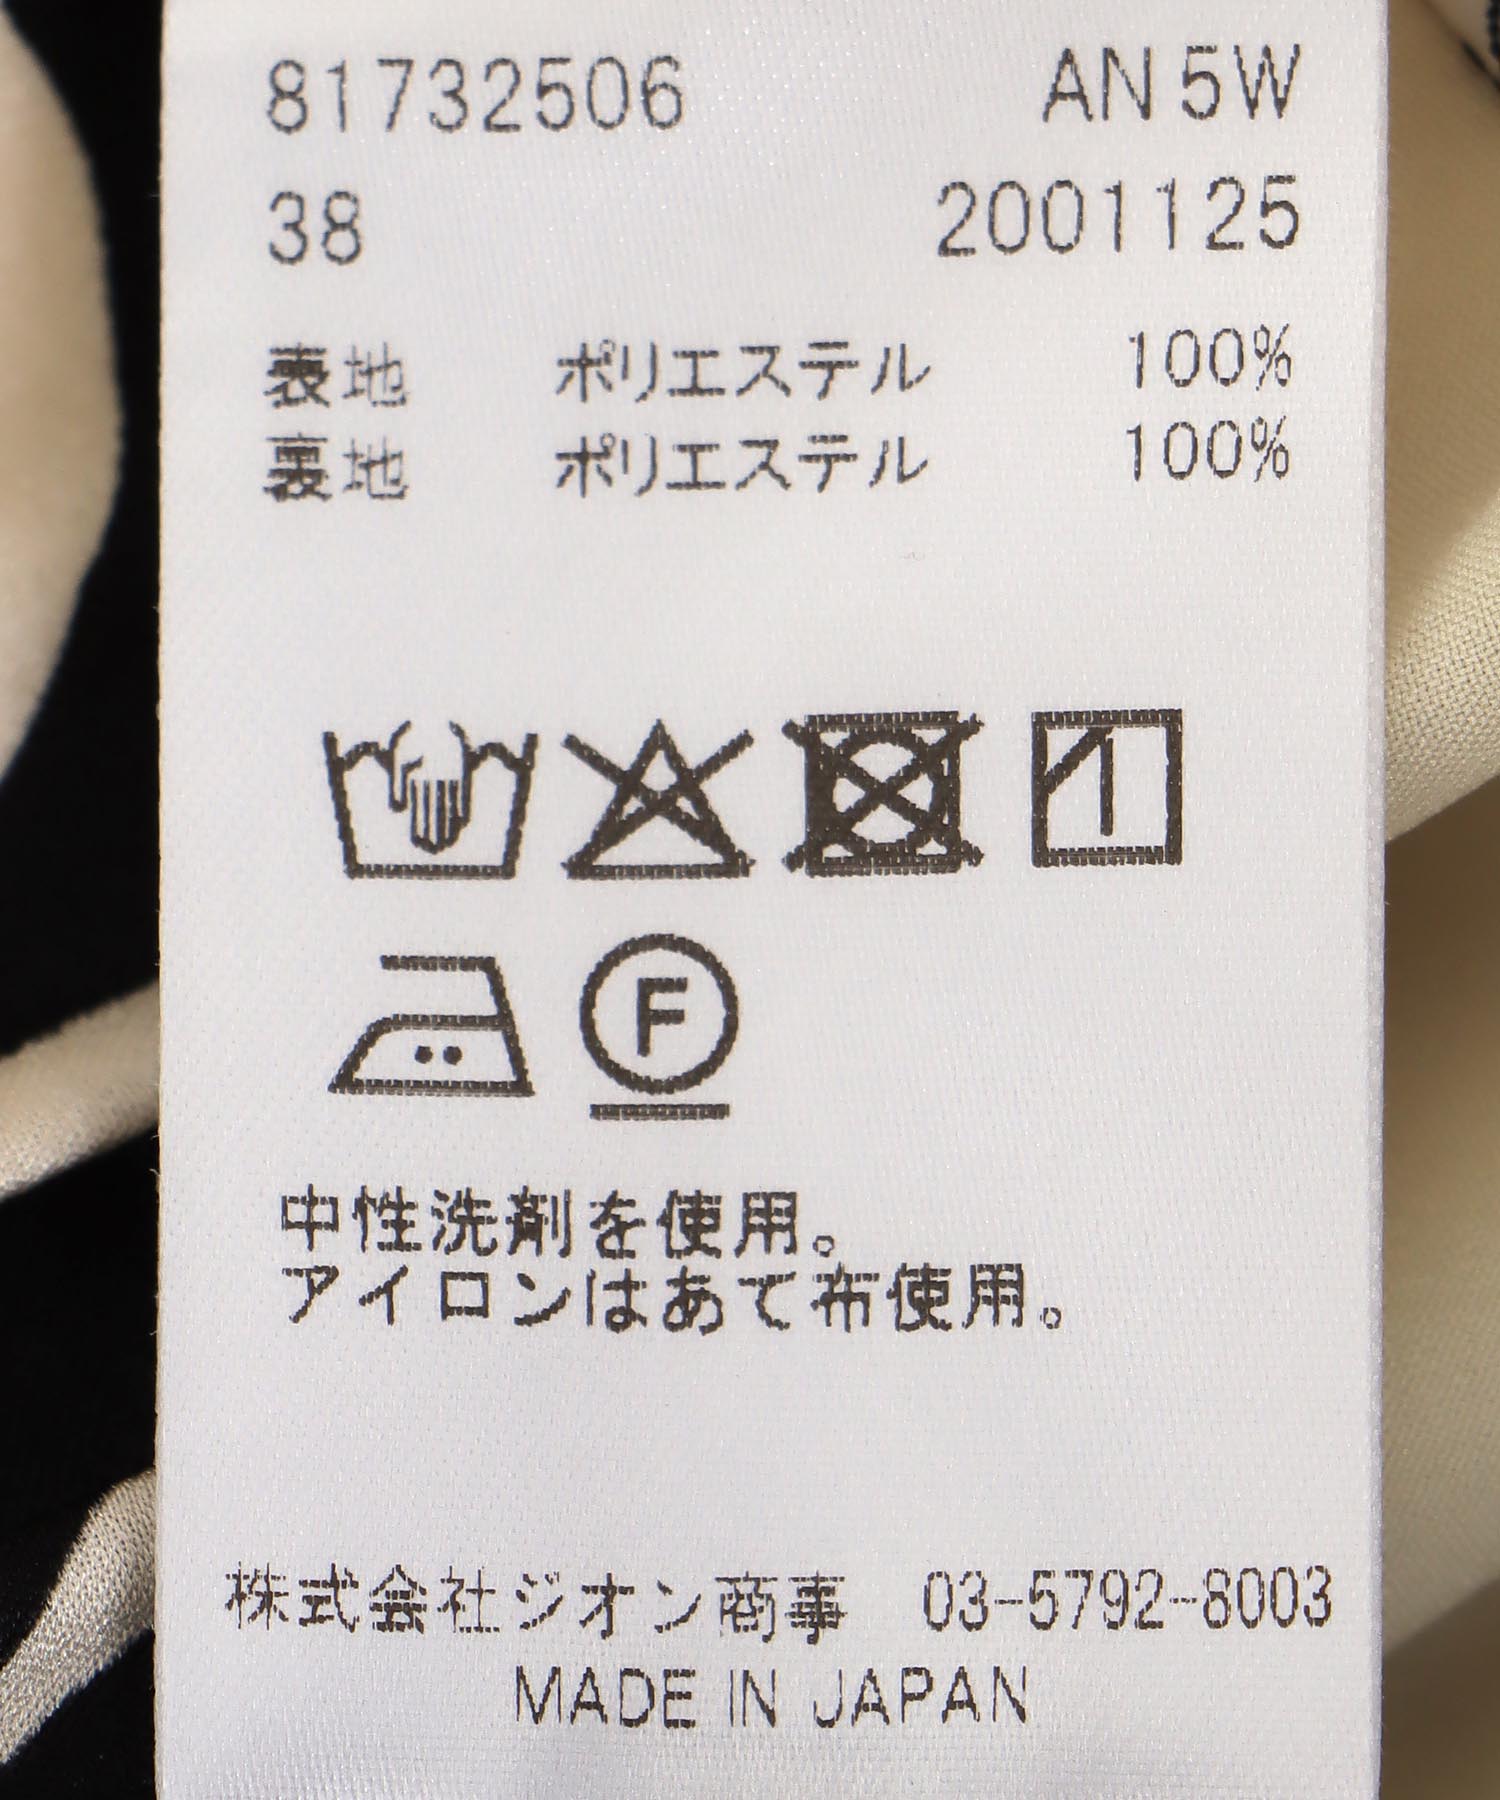 81732506 AN 5W
38 2001125
表地 ポリエステル 100%
裏地 ポリエステル 100%
F
中性洗剤を使用。
アイロンはあて布使用。
株式会社ジオン商事 03-5792-8003
MADE IN JAPAN